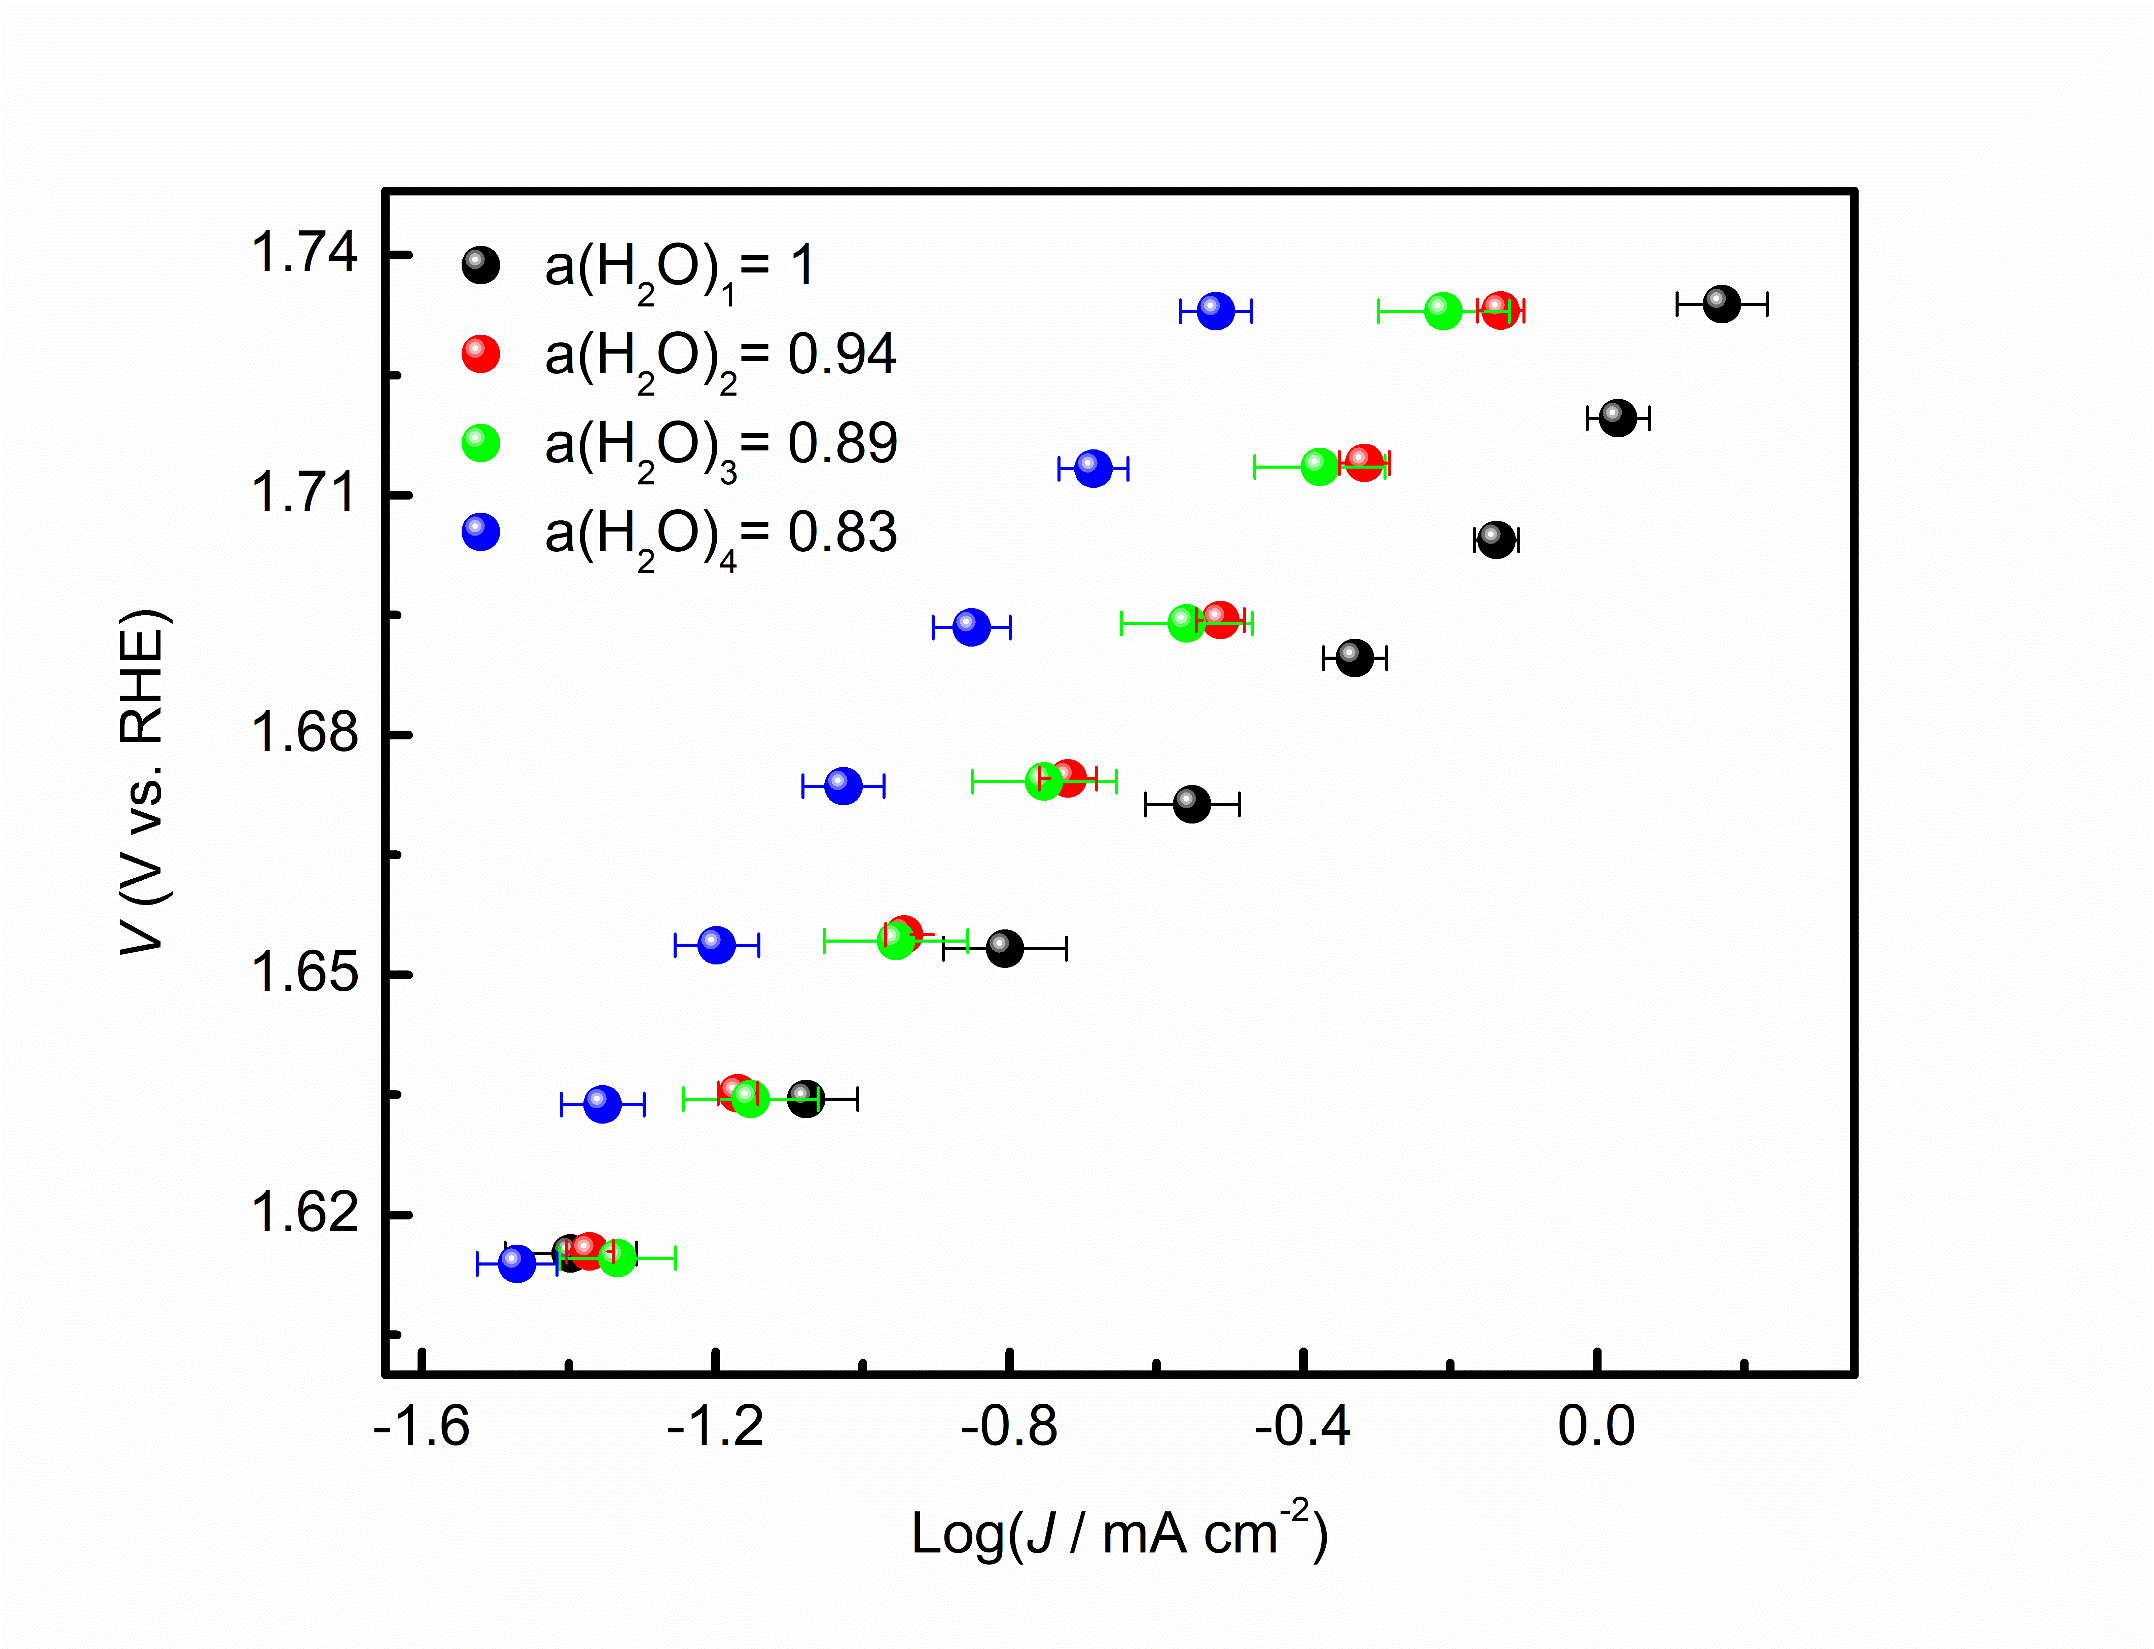 a(H₂O)₁= 1
a(H₂O)₂= 0.94
a(H₂O)₃= 0.89
a(H₂O)₄= 0.83
1.74
1.71
1.68
1.65
1.62
V (V vs. RHE)
-1.6 -1.2 -0.8 -0.4 0.0
Log(J / mA cm⁻²)